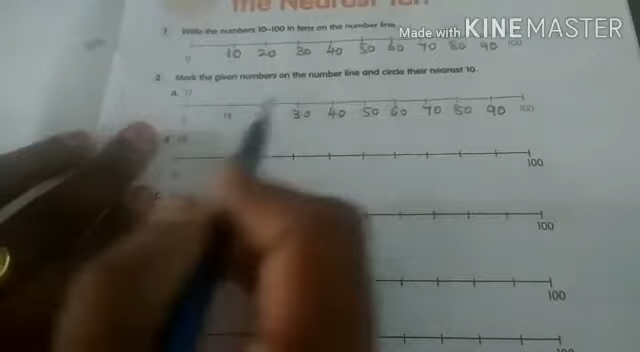 The Nearest Ten
Made with KINEMASTER
1 Write the numbers 10-100 in tens on the number line.
0 10 20 30 40 50 60 70 80 90 100
2 Mark the given numbers on the number line and circle their nearest 10.
A.
30 40 50 60 70 80 90 100
100
100
100
100